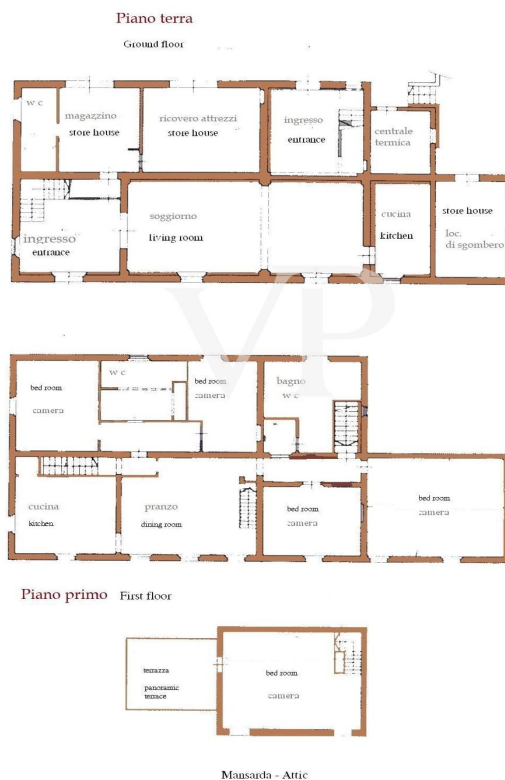 Piano terra
Ground floor
w c
magazzino
store house
ricovero attrezzi
store house
ingresso
entrance
centrale
termica
ingresso
entrance
soggiorno
living room
cucina
kitchen
store house
loc.
di sgombero
VP
bed room
camera
w c
bed room
camera
bagno
w c
cucina
kitchen
pranzo
dining room
bed room
camera
bed room
camera
Piano primo First floor
terrazza
panoramic
terrace
bed room
camera
Mansarda - Attic